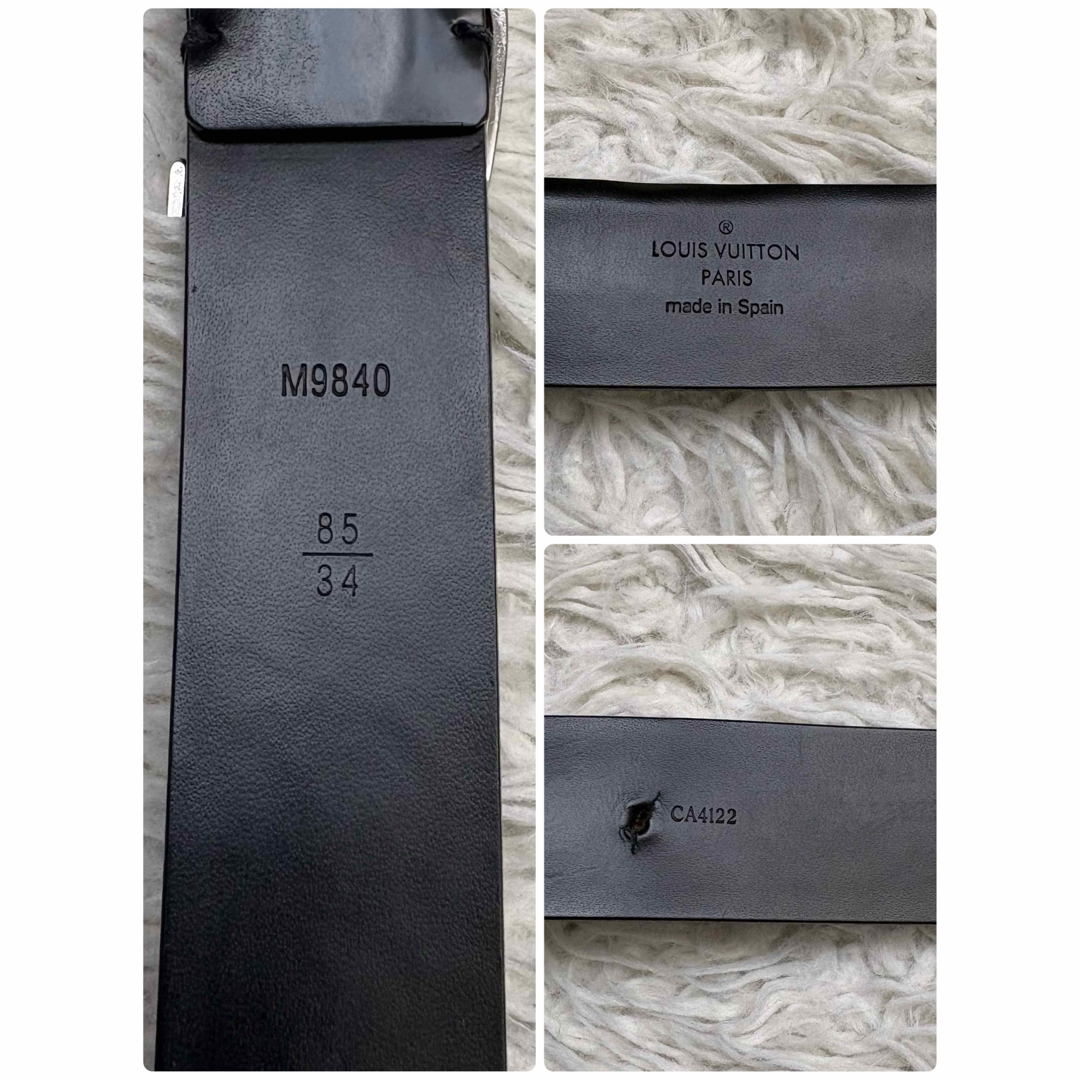 M9840
85
34
®
LOUIS VUITTON
PARIS
made in Spain
CA4122